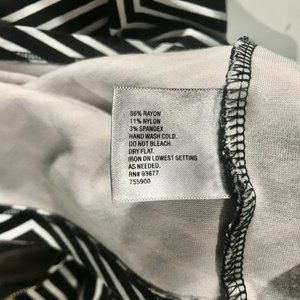 86% RAYON
11% NYLON
3% SPANDEX
HAND WASH COLD.
DO NOT BLEACH.
DRY FLAT.
IRON ON LOWEST SETTING
AS NEEDED.
RN# 93677
755900